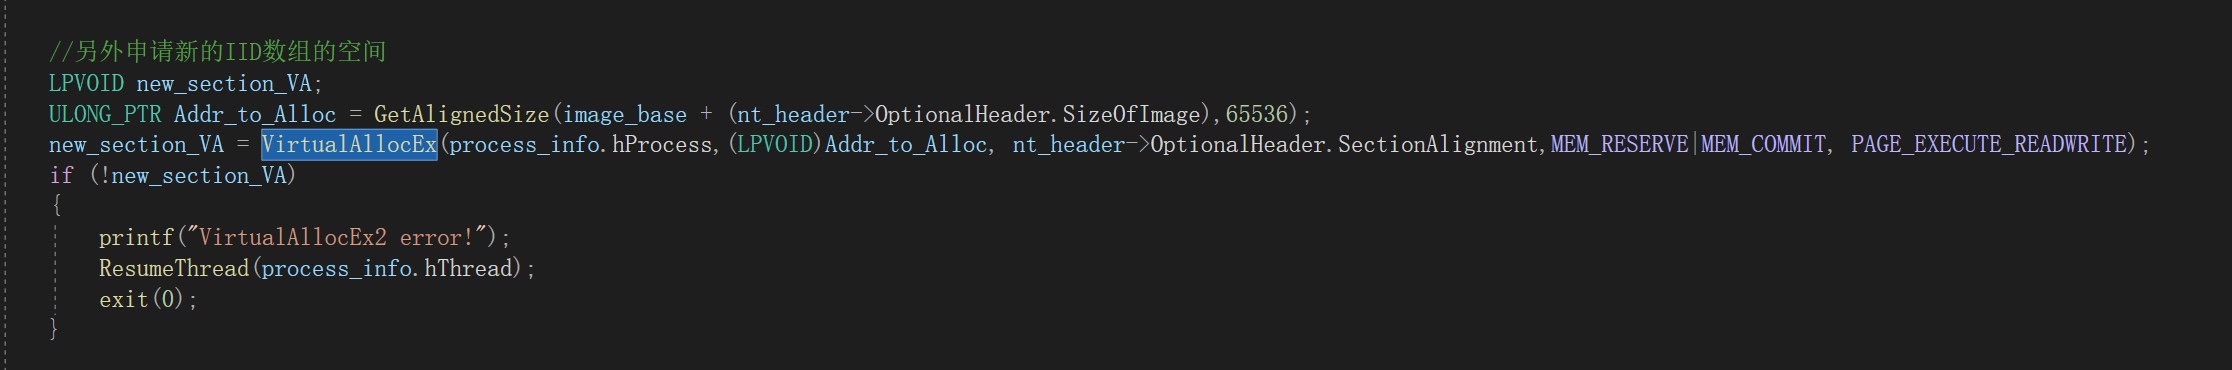 //另外申请新的IID数组的空间
LPVOID new_section_VA;
ULONG_PTR Addr_to_Alloc = GetAlignedSize(image_base + (nt_header->OptionalHeader.SizeOfImage),65536);
new_section_VA = VirtualAllocEx(process_info.hProcess,(LPVOID)Addr_to_Alloc, nt_header->OptionalHeader.SectionAlignment,MEM_RESERVE|MEM_COMMIT, PAGE_EXECUTE_READWRITE);
if (!new_section_VA)
{
printf("VirtualAllocEx2 error!");
ResumeThread(process_info.hThread);
exit(0);
}